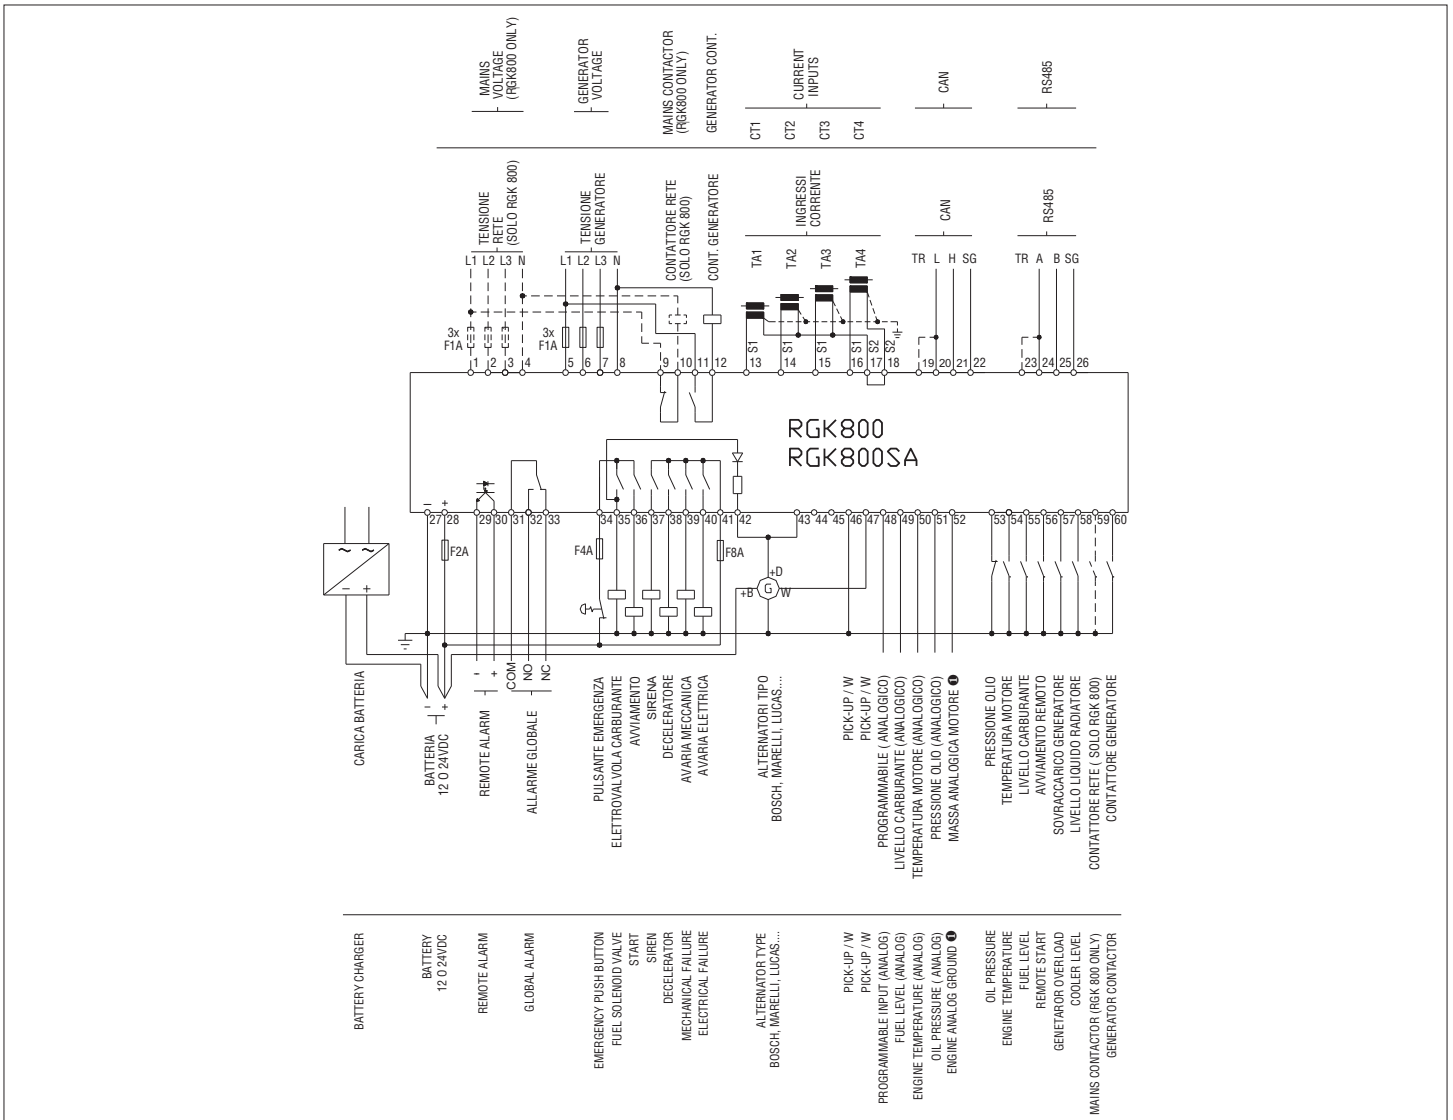 MAINS
VOLTAGE
(RGK800 ONLY)
GENERATOR
VOLTAGE
MAINS CONTACTOR
(RGK800 ONLY)
GENERATOR CONT.
CURRENT
INPUTS
CT1
CT2
CT3
CT4
CAN
RS485
TENSIONE
RETE
(SOLO RGK 800)
TENSIONE
GENERATORE
CONTATTORE RETE
(SOLO RGK 800)
CONT. GENERATORE
INGRESSI
CORRENTE
TA1
TA2
TA3
TA4
CAN
RS485
L1 L2 L3 N
L1 L2 L3 N
TR L H SG
TR A B SG
3x
F1A
3x
F1A
S1 S1 S1 S1 S2 S2
1 2 3 4 5 6 7 8 9 10 11 12 13 14 15 16 17 18 19 20 21 22 23 24 25 26
RGK800
RGK800SA
– +
27 28 29 30 31 32 33 34 35 36 37 38 39 40 41 42 43 44 45 46 47 48 49 50 51 52 53 54 55 56 57 58 59 60
F2A
F4A
F8A
~ ~
– +
+D
+B
G
W
– +
– +
COM
NO
NC
CARICA BATTERIA
BATTERIA
12 O 24VDC
REMOTE ALARM
ALLARME GLOBALE
PULSANTE EMERGENZA
ELETTROVALVOLA CARBURANTE
AVVIAMENTO
SIRENA
DECELERATORE
AVARIA MECCANICA
AVARIA ELETTRICA
ALTERNATORI TIPO
BOSCH, MARELLI, LUCAS....
PICK-UP / W
PICK-UP / W
PROGRAMMABILE ( ANALOGICO)
LIVELLO CARBURANTE (ANALOGICO)
TEMPERATURA MOTORE (ANALOGICO)
PRESSIONE OLIO (ANALOGICO)
MASSA ANALOGICA MOTORE ❶
PRESSIONE OLIO
TEMPERATURA MOTORE
LIVELLO CARBURANTE
AVVIAMENTO REMOTO
SOVRACCARICO GENERATORE
LIVELLO LIQUIDO RADIATORE
CONTATTORE RETE ( SOLO RGK 800)
CONTATTORE GENERATORE
BATTERY CHARGER
BATTERY
12 O 24VDC
REMOTE ALARM
GLOBAL ALARM
EMERGENCY PUSH BUTTON
FUEL SOLENOID VALVE
START
SIREN
DECELERATOR
MECHANICAL FAILURE
ELECTRICAL FAILURE
ALTERNATOR TYPE
BOSCH, MARELLI, LUCAS....
PICK-UP / W
PICK-UP / W
PROGRAMMABLE INPUT (ANALOG)
FUEL LEVEL (ANALOG)
ENGINE TEMPERATURE (ANALOG)
OIL PRESSURE ( ANALOG)
ENGINE ANALOG GROUND ❶
OIL PRESSURE
ENGINE TEMPERATURE
FUEL LEVEL
REMOTE START
GENETAROR OVERLOAD
COOLER LEVEL
MAINS CONTACTOR (RGK 800 ONLY)
GENERATOR CONTACTOR